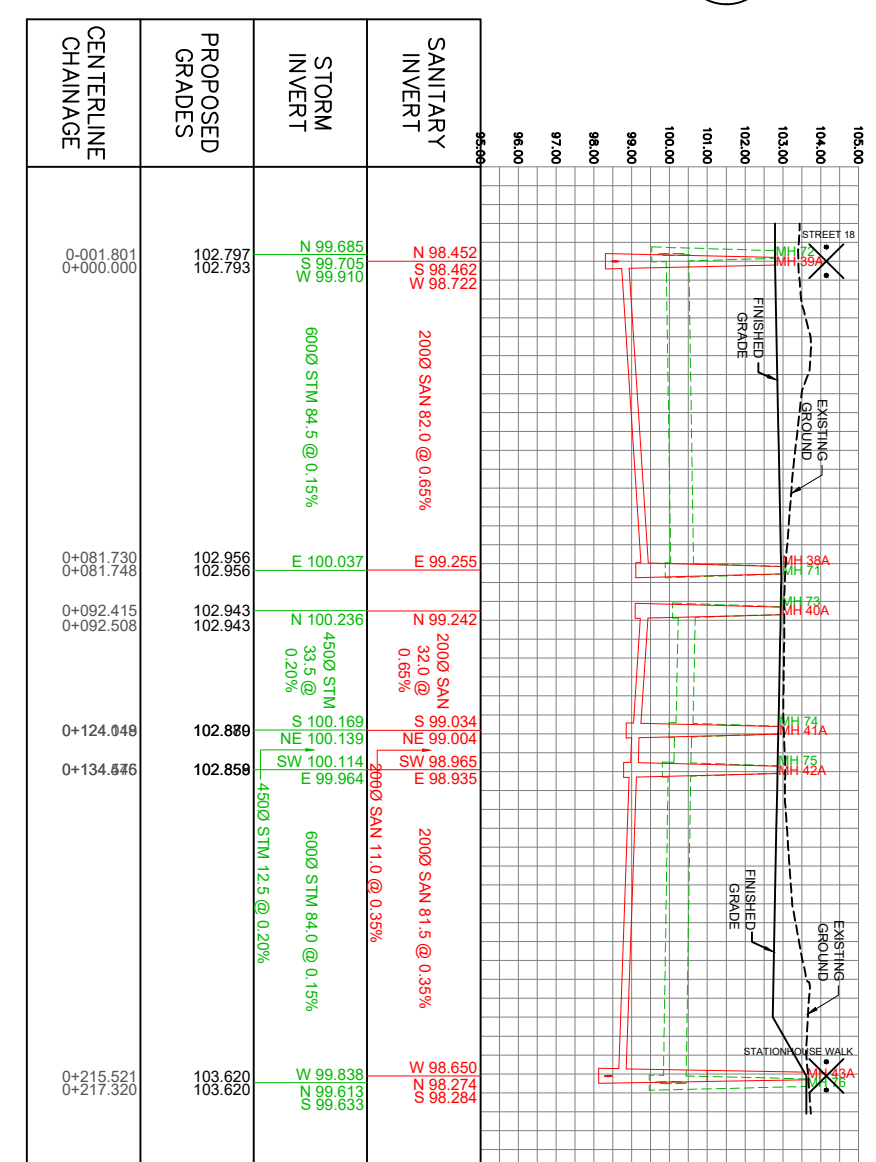 CENTERLINE
CHAINAGE
PROPOSED
GRADES
STORM
INVERT
SANITARY
INVERT
95.00
96.00
97.00
98.00
99.00
100.00
101.00
102.00
103.00
104.00
105.00
0-001.801
0+000.000
0+081.730
0+081.748
0+092.415
0+092.508
0+215.521
0+217.320
102.797
102.793
102.956
102.956
102.943
102.943
103.620
103.620
N 99.685
S 99.705
W 99.910
600Ø STM 84.5 @ 0.15%
E 100.037
N 100.236
450Ø STM
33.5 @
0.20%
S 100.169
NE 100.139
SW 100.114
E 99.964
450Ø STM 12.5 @ 0.20%
600Ø STM 84.0 @ 0.15%
W 99.838
N 99.613
S 99.633
N 98.452
S 98.462
W 98.722
200Ø SAN 82.0 @ 0.65%
E 99.255
N 99.242
200Ø SAN
32.0 @
0.65%
S 99.034
NE 99.004
SW 98.965
E 98.935
200Ø SAN 11.0 @ 0.35%
200Ø SAN 81.5 @ 0.35%
W 98.650
N 98.274
S 98.284
STREET 18
MH 72
MH 39A
FINISHED
GRADE
EXISTING
GROUND
MH 38A
MH 71
MH 73
MH 40A
MH 74
MH 41A
MH 75
MH 42A
FINISHED
GRADE
EXISTING
GROUND
STATIONHOUSE WALK
MH 43A
MH 76